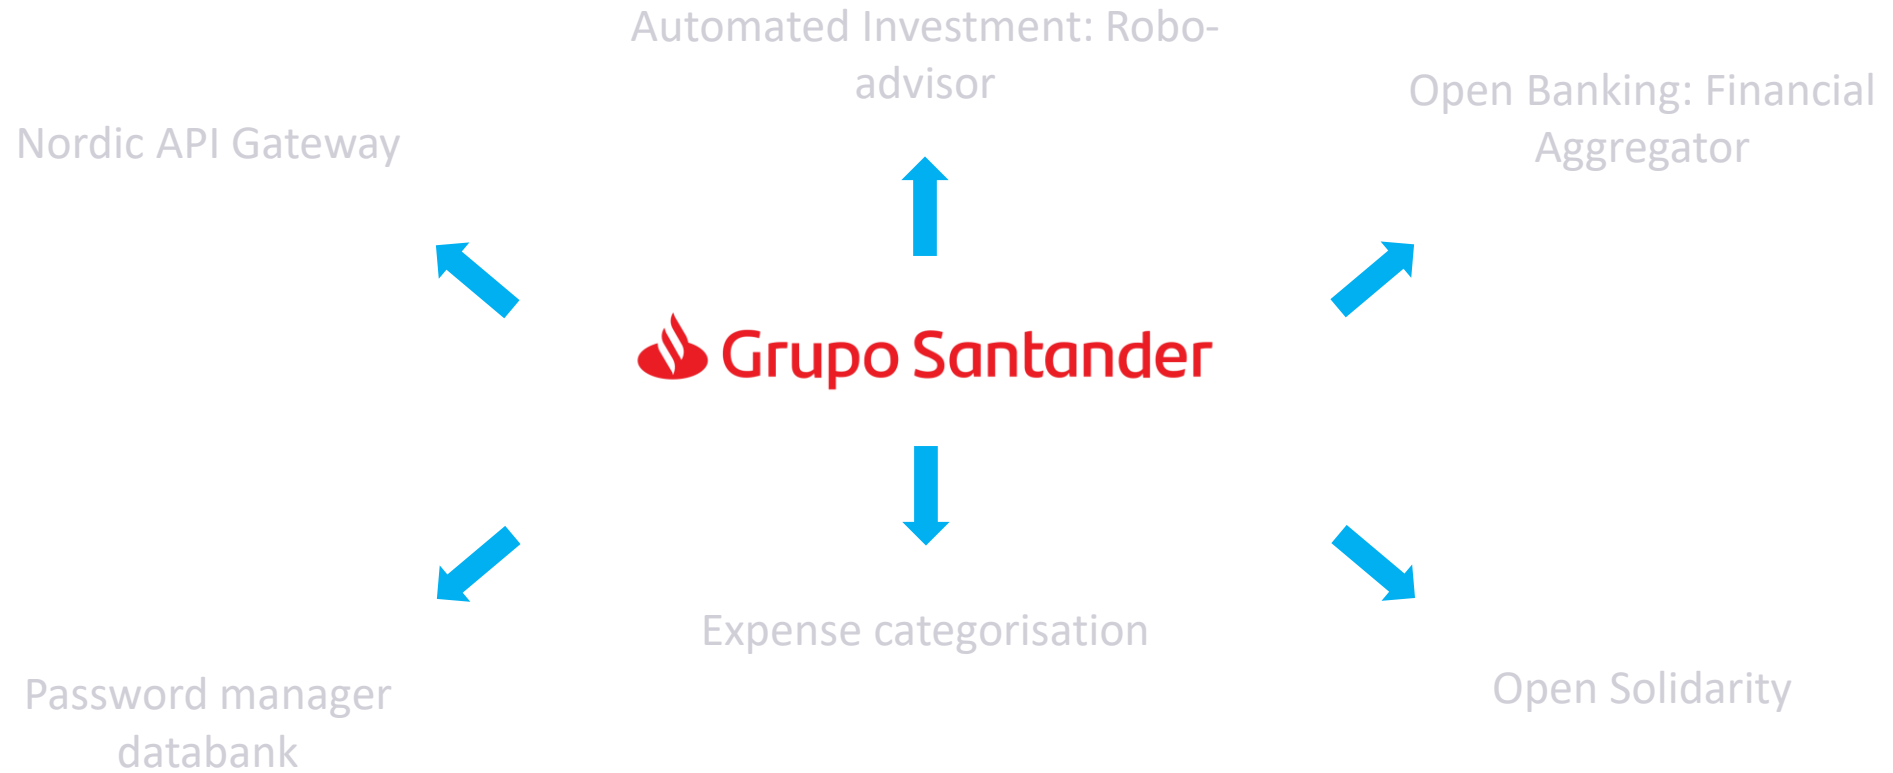 Automated Investment: Robo-
advisor
Open Banking: Financial
Aggregator
Nordic API Gateway
Grupo Santander
Expense categorisation
Open Solidarity
Password manager
databank